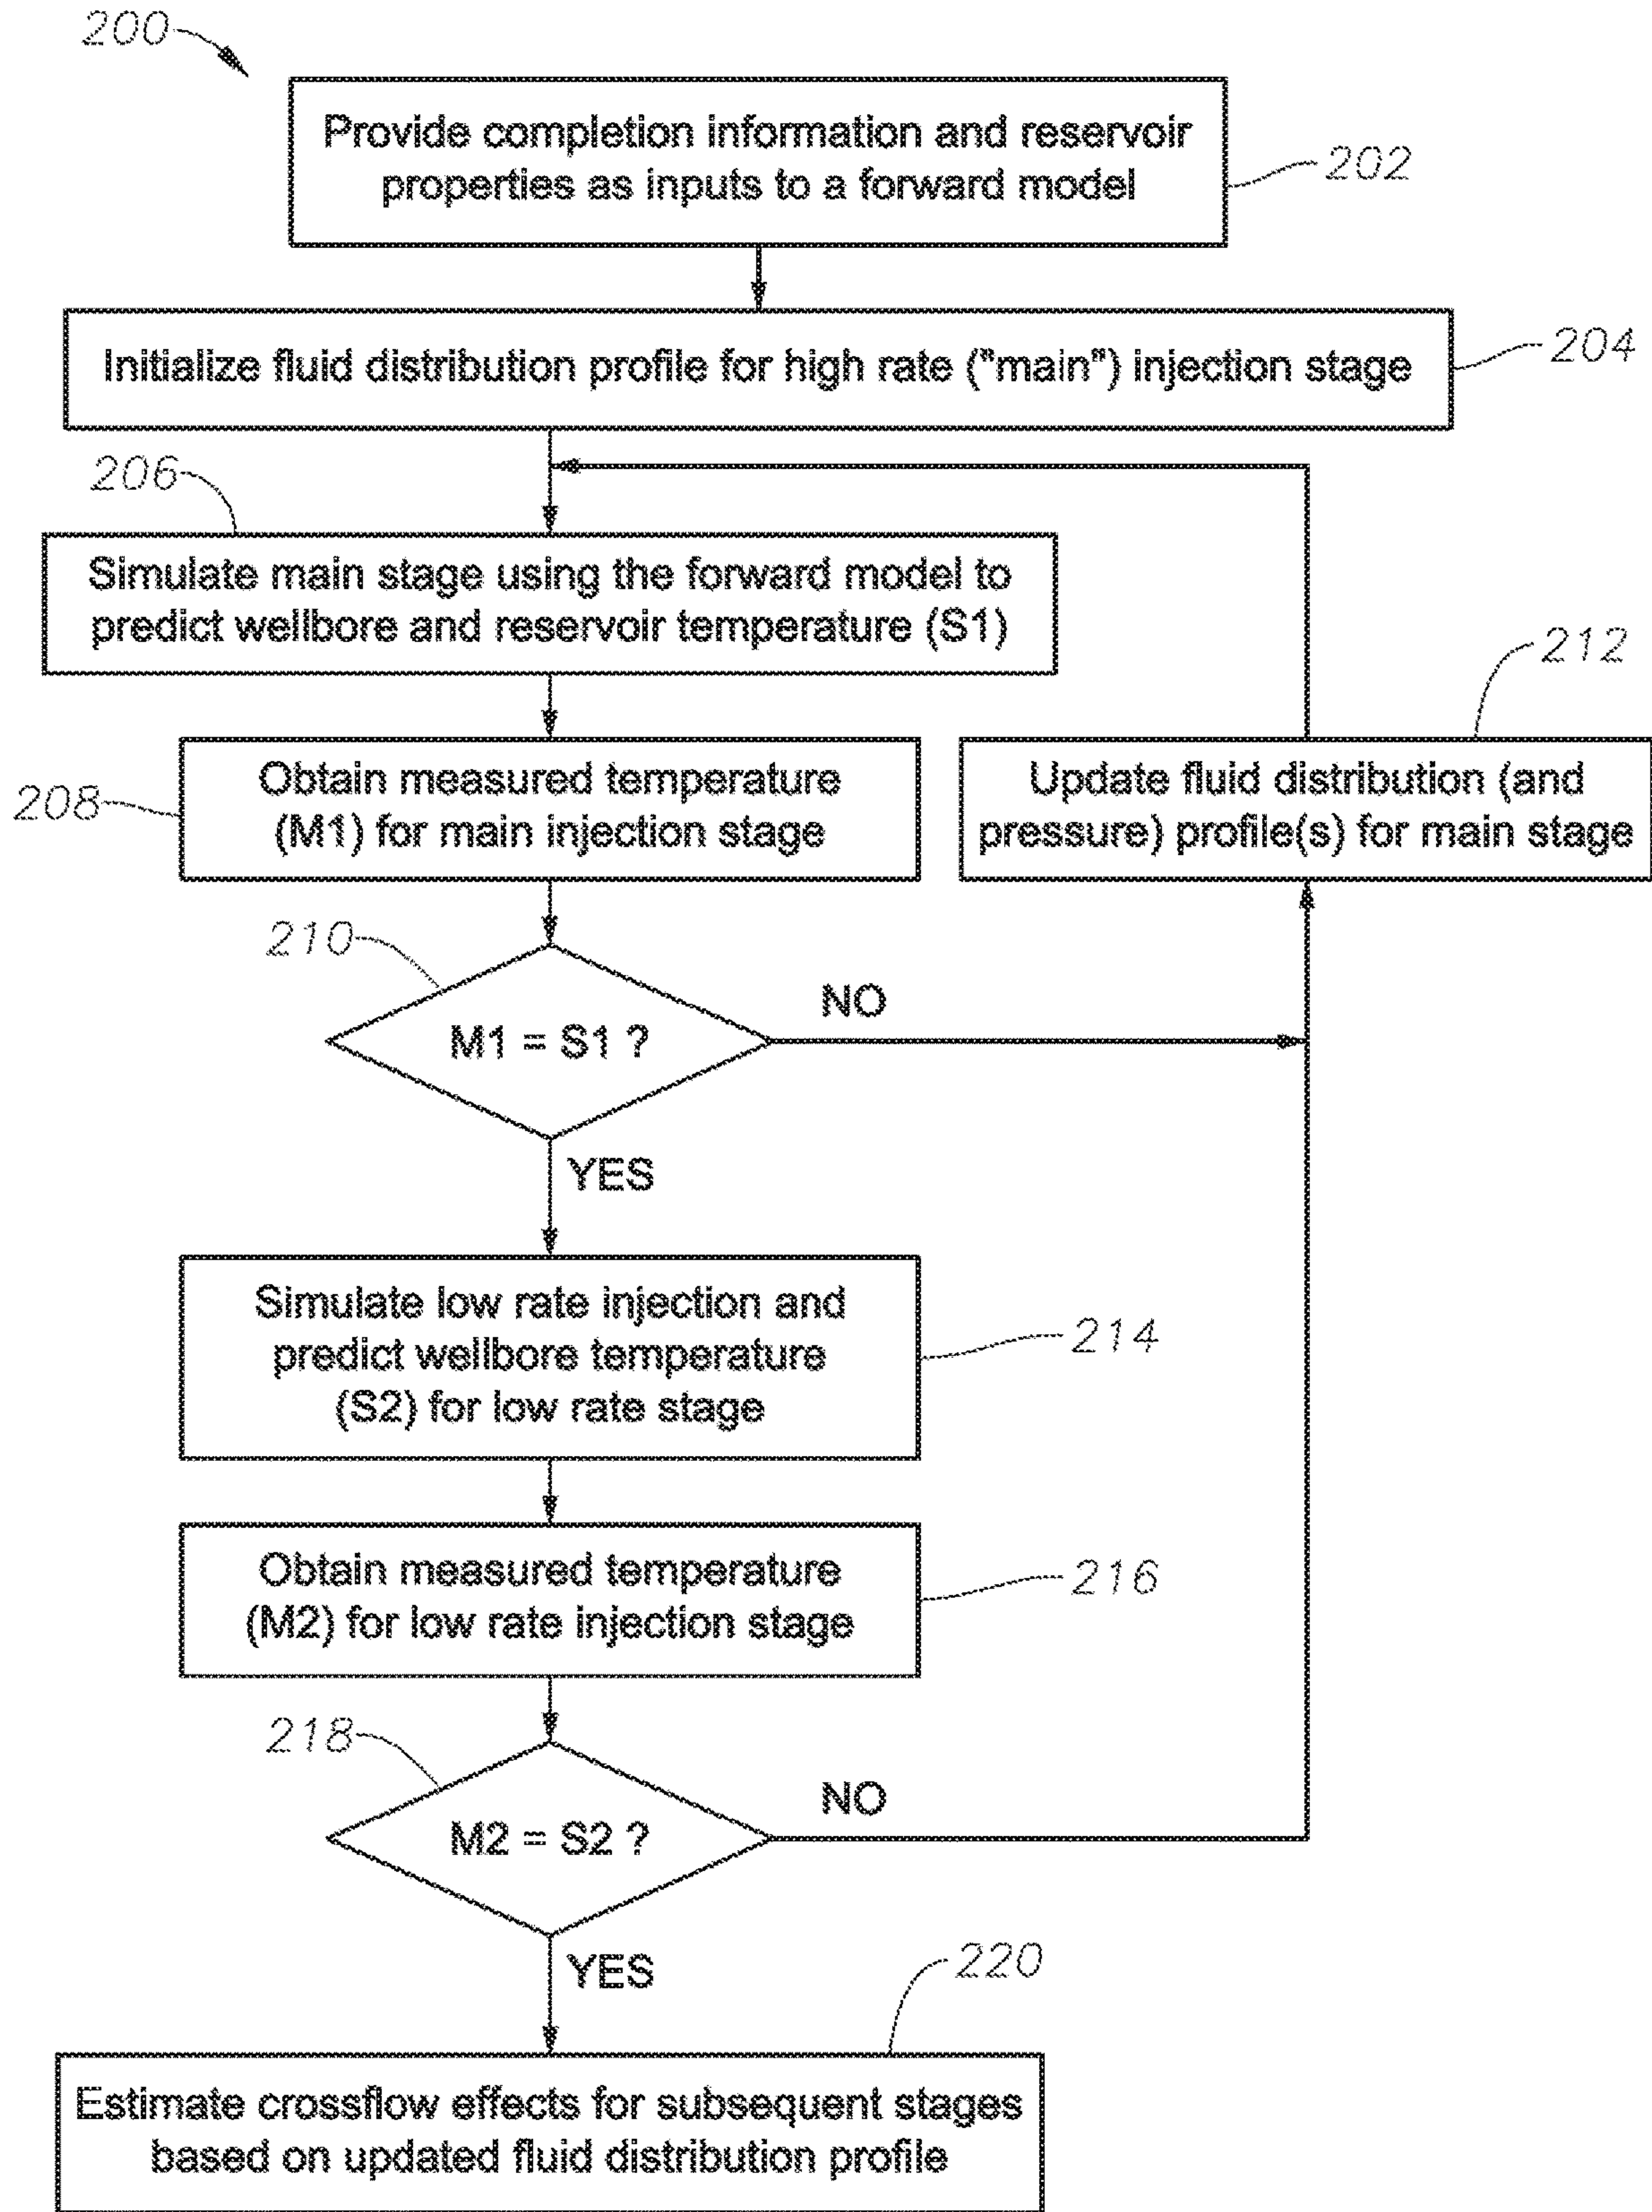 200
Provide completion information and reservoir
properties as inputs to a forward model
202
Initialize fluid distribution profile for high rate ("main") injection stage
204
206
Simulate main stage using the forward model to
predict wellbore and reservoir temperature (S1)
212
208
Obtain measured temperature
(M1) for main injection stage
Update fluid distribution (and
pressure) profile(s) for main stage
210
M1 = S1 ?
NO
YES
Simulate low rate injection and
predict wellbore temperature
(S2) for low rate stage
214
Obtain measured temperature
(M2) for low rate injection stage
216
218
M2 = S2 ?
NO
YES
220
Estimate crossflow effects for subsequent stages
based on updated fluid distribution profile